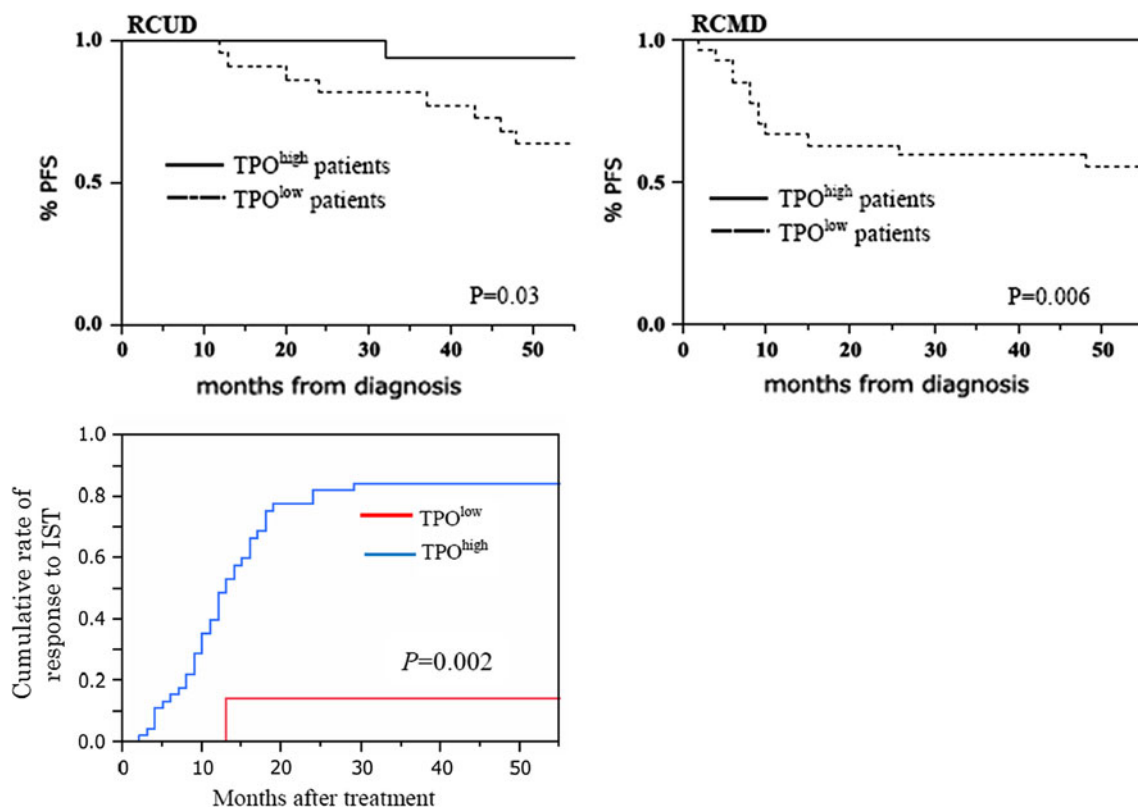 RCUD
1.0
0.5
0.0
% PFS
TPOhigh patients
TPOlow patients
P=0.03
0 10 20 30 40 50
months from diagnosis
RCMD
1.0
0.5
0.0
% PFS
TPOhigh patients
TPOlow patients
P=0.006
0 10 20 30 40 50
months from diagnosis
1.0
0.8
0.6
0.4
0.2
0.0
Cumulative rate of
response to IST
TPOlow
TPOhigh
P=0.002
0 10 20 30 40 50
Months after treatment